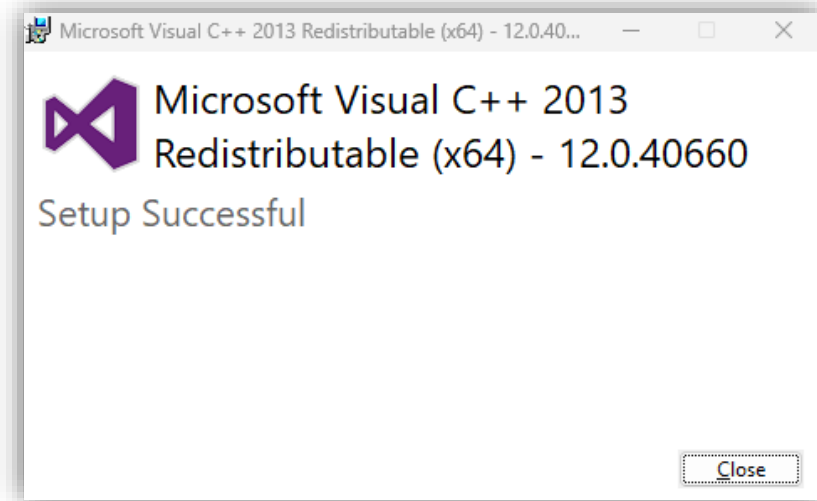 Microsoft Visual C++ 2013 Redistributable (x64) - 12.0.40...
Microsoft Visual C++ 2013
Redistributable (x64) - 12.0.40660
Setup Successful
Close